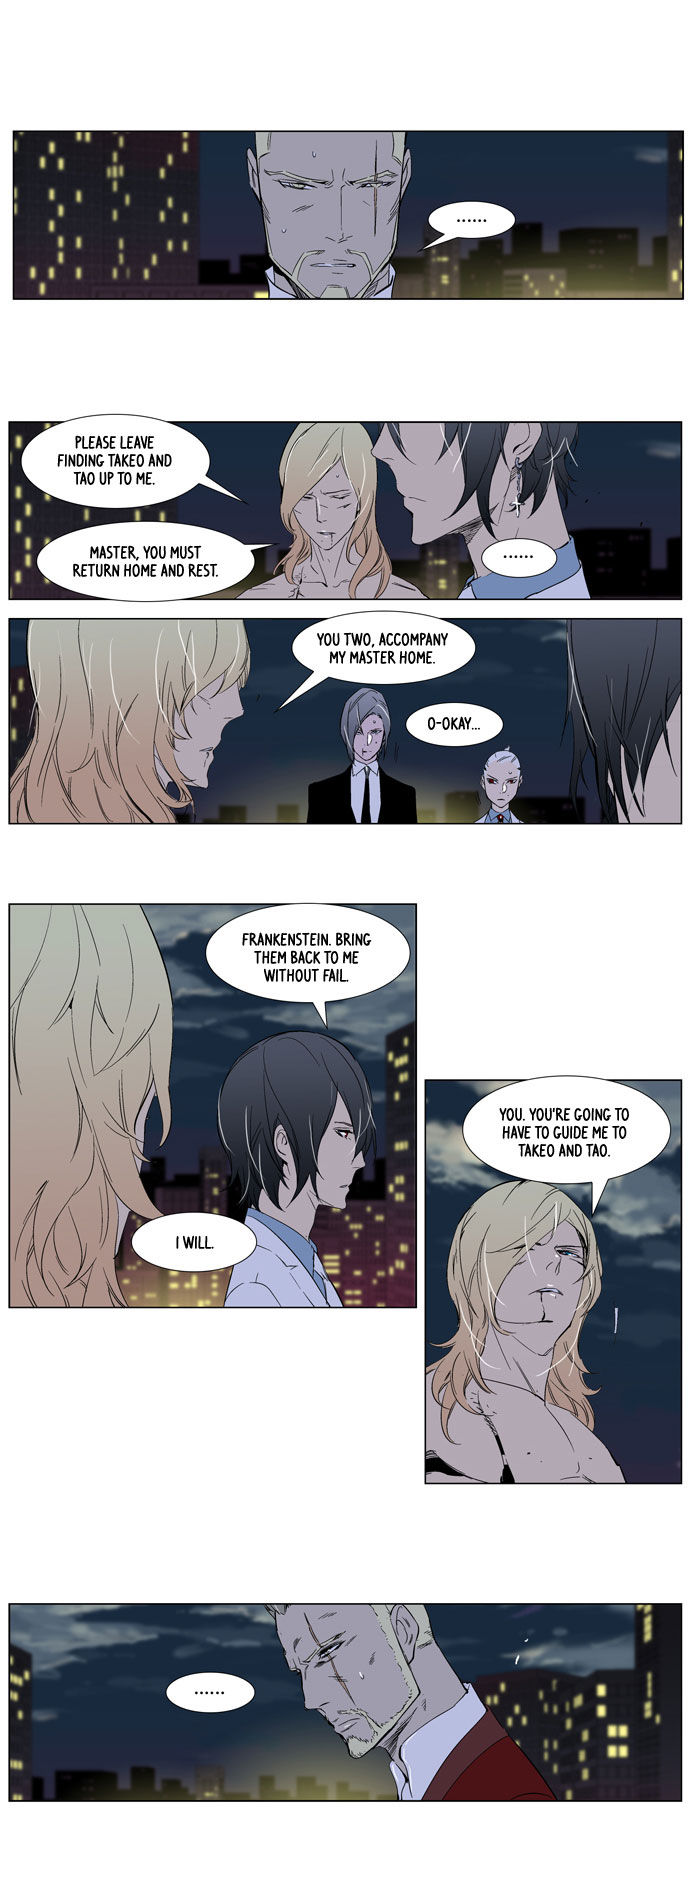 ......
PLEASE LEAVE
FINDING TAKEO AND
TAO UP TO ME.
MASTER, YOU MUST
RETURN HOME AND REST.
......
YOU TWO, ACCOMPANY
MY MASTER HOME.
O-OKAY...
FRANKENSTEIN. BRING
THEM BACK TO ME
WITHOUT FAIL.
I WILL.
YOU. YOU'RE GOING TO
HAVE TO GUIDE ME TO
TAKEO AND TAO.
......